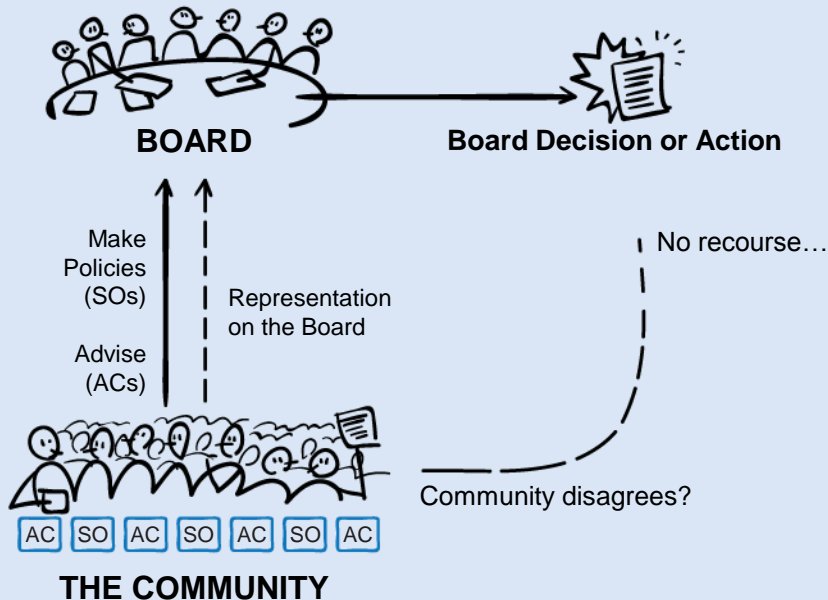 BOARD
Board Decision or Action
Make
Policies
(SOs)
Advise
(ACs)
Representation
on the Board
No recourse…
Community disagrees?
AC SO AC SO AC SO AC
THE COMMUNITY